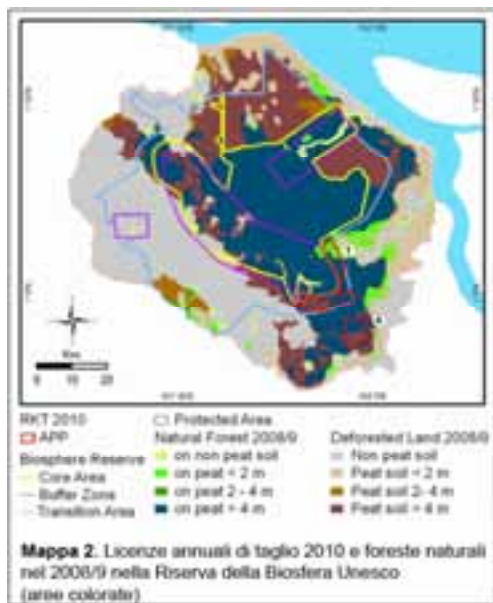 Km
0 10 20
RKT 2010
APP
Biosphere Reserve
Core Area
Buffer Zone
Transition Area
Protected Area
Natural Forest 2008/9
on non peat soil
on peat < 2 m
on peat 2 - 4 m
on peat > 4 m
Deforested Land 2008/9
Non peat soil
Peat soil < 2 m
Peat soil 2- 4 m
Peat soil > 4 m
Mappa 2. Licenze annuali di taglio 2010 e foreste naturali
nel 2008/9 nella Riserva della Biosfera Unesco
(aree colorate)